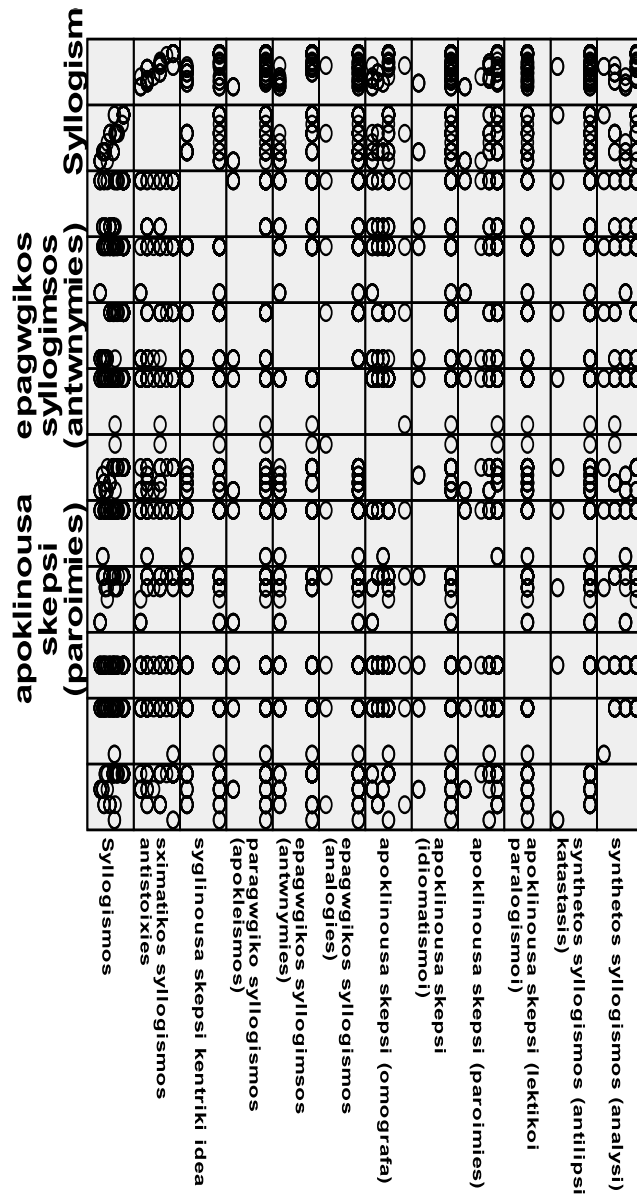 Syllogism
epagwgikos
syllogimsos
(antwnymies)
apoklinousa
skepsi
(paroimies)
Syllogismos
sximatikos syllogismos
antistoixies
syglinousa skepsi kentriki idea
paragwgiko syllogismos
(apokleismos)
epagwgikos syllogimsos
(antwnymies)
epagwgikos syllogismos
(analogies)
apoklinousa skepsi (omografa)
apoklinousa skepsi
(idiomatismoi)
apoklinousa skepsi (paroimies)
apoklinousa skepsi (lektikoi
paralogismoi)
synthetos syllogismos (antilipsi
katastasis)
synthetos syllogismos (analysi)